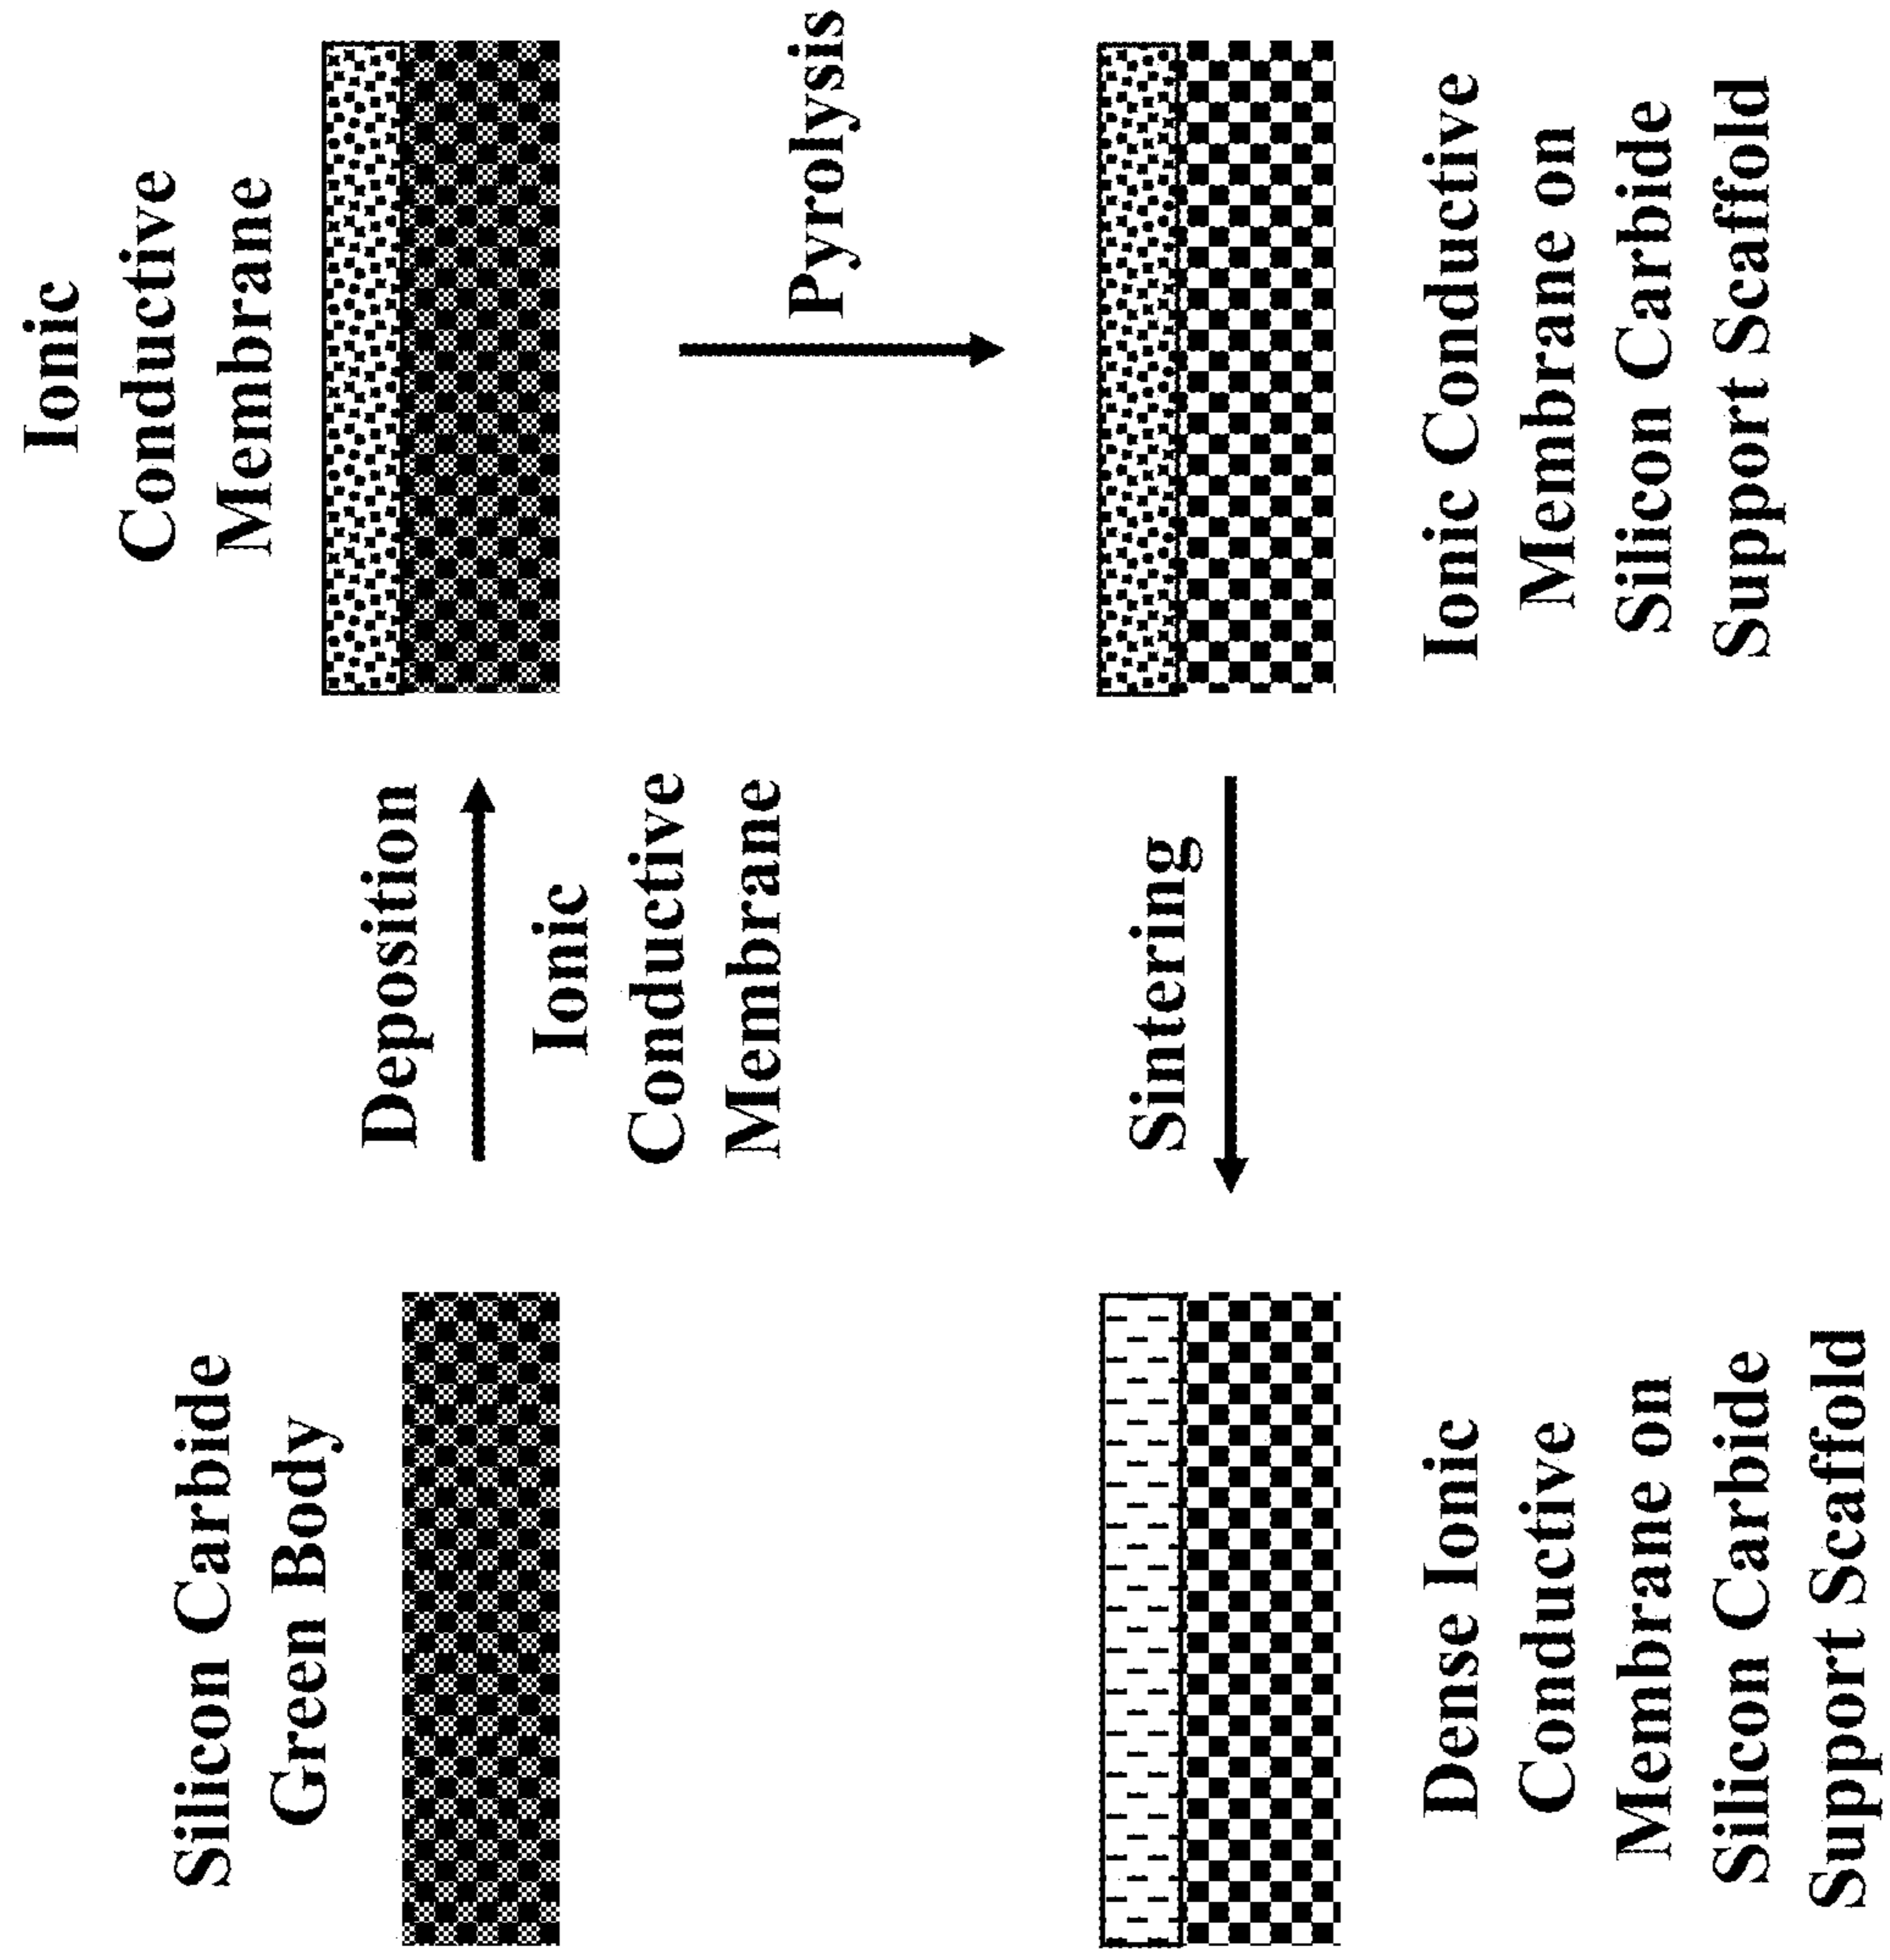 Silicon Carbide
Green Body
Deposition
Ionic
Conductive
Membrane
Ionic
Conductive
Membrane
Pyrolysis
Ionic Conductive
Membrane on
Silicon Carbide
Support Scaffold
Sintering
Dense Ionic
Conductive
Membrane on
Silicon Carbide
Support Scaffold